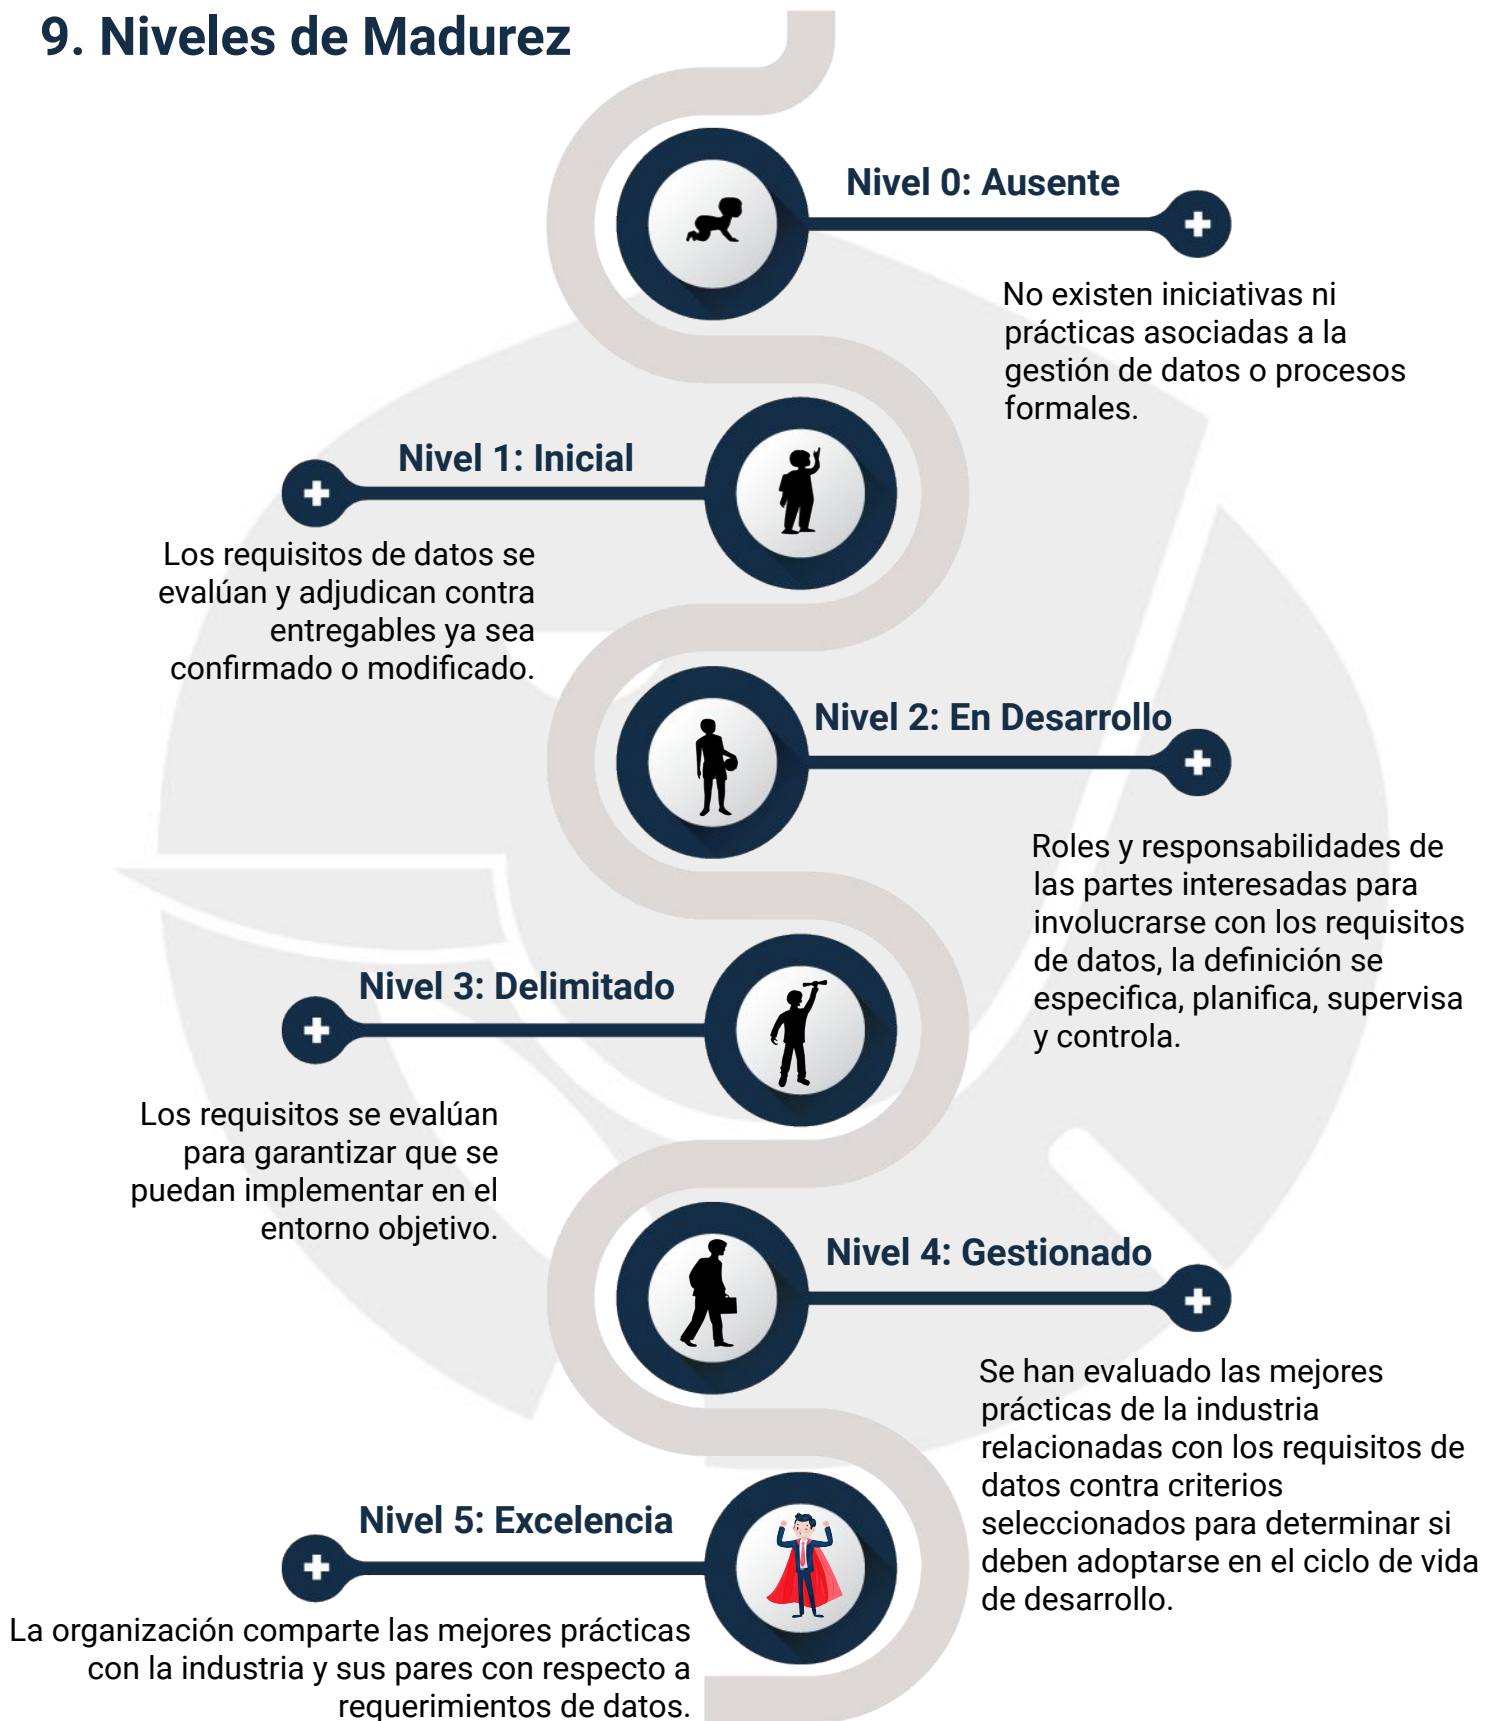 9. Niveles de Madurez
Nivel 0: Ausente
No existen iniciativas ni
prácticas asociadas a la
gestión de datos o procesos
formales.
Nivel 1: Inicial
Los requisitos de datos se
evalúan y adjudican contra
entregables ya sea
confirmado o modificado.
Nivel 2: En Desarrollo
Roles y responsabilidades de
las partes interesadas para
involucrarse con los requisitos
de datos, la definición se
especifica, planifica, supervisa
y controla.
Nivel 3: Delimitado
Los requisitos se evalúan
para garantizar que se
puedan implementar en el
entorno objetivo.
Nivel 4: Gestionado
Se han evaluado las mejores
prácticas de la industria
relacionadas con los requisitos de
datos contra criterios
seleccionados para determinar si
deben adoptarse en el ciclo de vida
de desarrollo.
Nivel 5: Excelencia
La organización comparte las mejores prácticas
con la industria y sus pares con respecto a
requerimientos de datos.